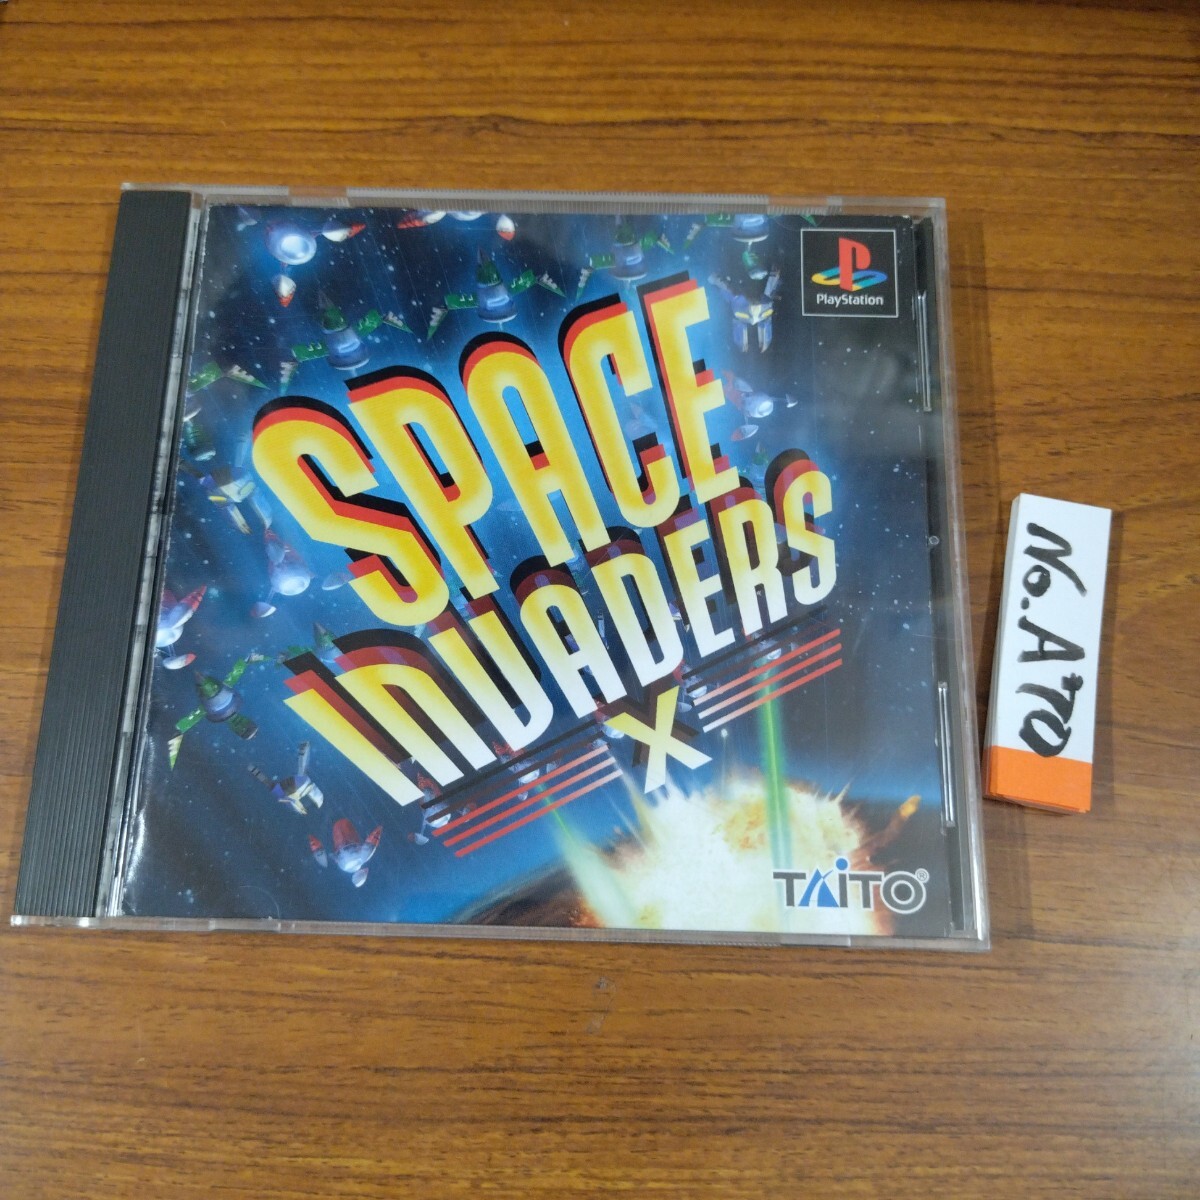 PlayStation
SPACE
INVADERS
X
TAITO®
No. A70